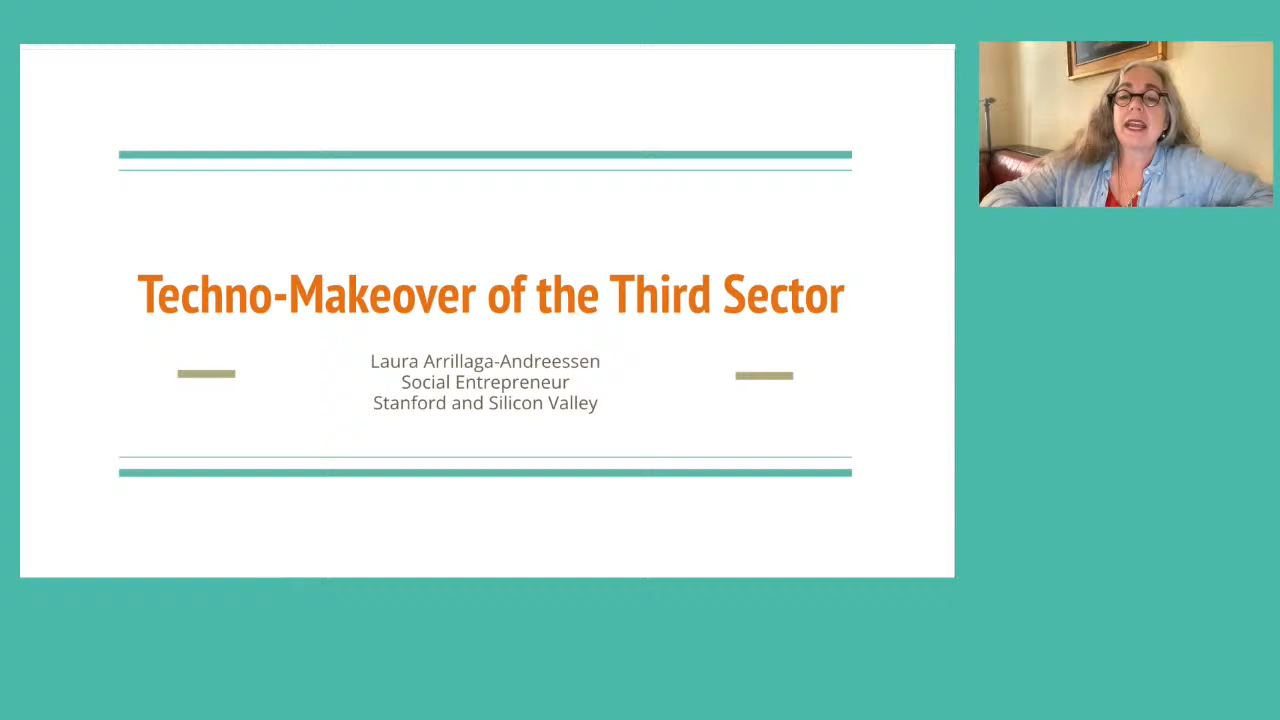 Techno-Makeover of the Third Sector
Laura Arrillaga-Andreessen
Social Entrepreneur
Stanford and Silicon Valley